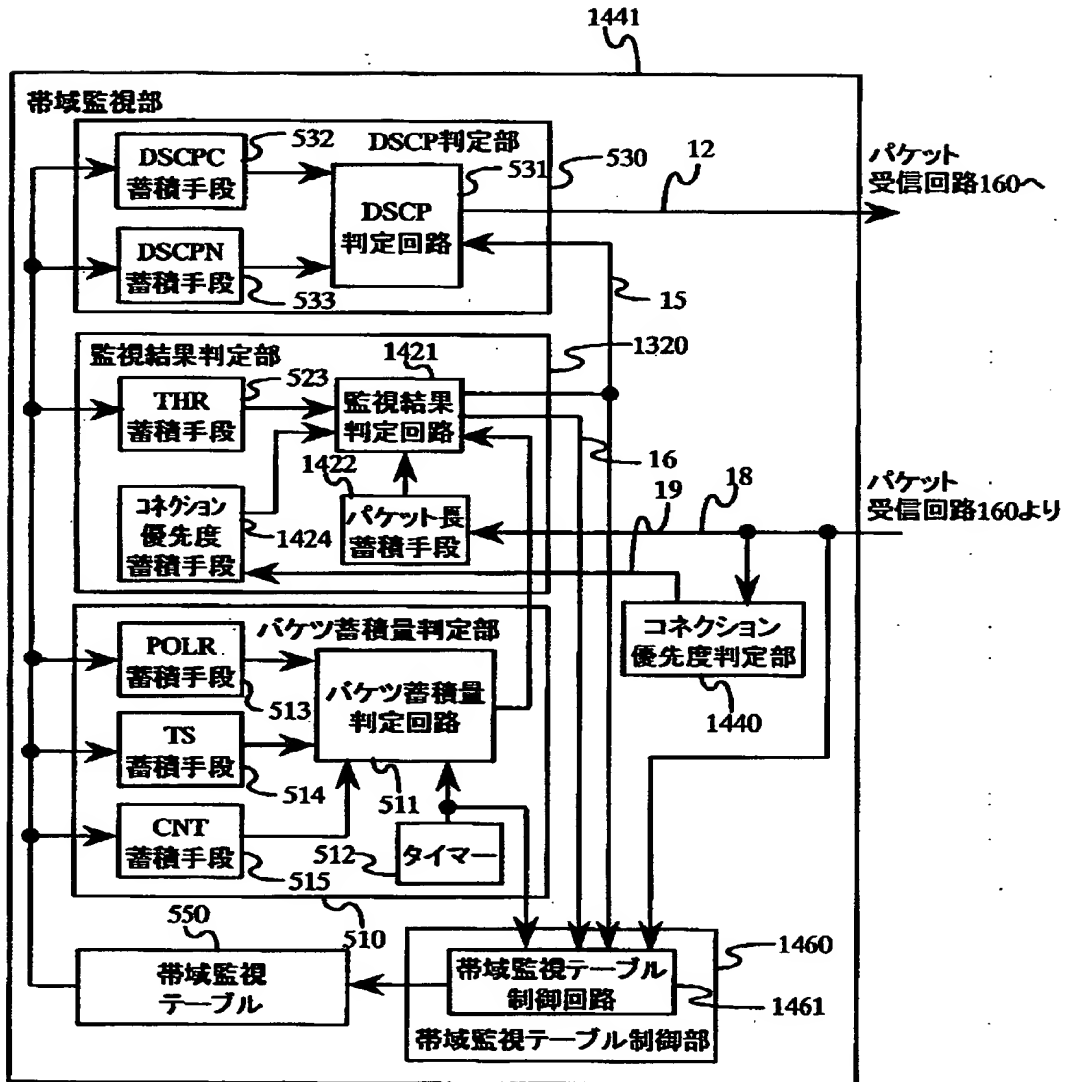 1441
帯域監視部
DSCP判定部
532
DSCPC
蓄積手段
531
530
DSCP
判定回路
DSCPN
蓄積手段
533
12
パケット
受信回路160へ
15
1320
監視結果判定部
523
THR
蓄積手段
1421
監視結果
判定回路
16
1422
パケット長
蓄積手段
コネクション
優先度
蓄積手段
1424
19
18
パケット
受信回路160より
コネクション
優先度判定部
1440
バケツ蓄積量判定部
POLR
蓄積手段
513
バケツ蓄積量
判定回路
511
TS
蓄積手段
514
CNT
蓄積手段
515
512
タイマー
510
550
帯域監視
テーブル
帯域監視テーブル
制御回路
1460
1461
帯域監視テーブル制御部